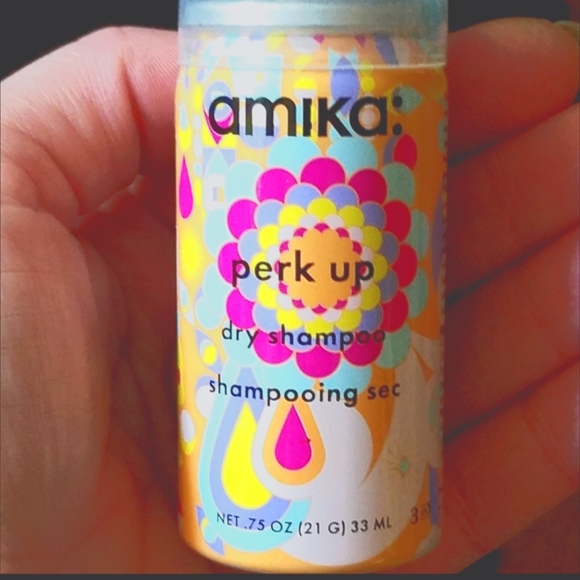 amika:
perk up
dry shampoo
shampooing sec
NET .75 OZ (21 G) 33 ML